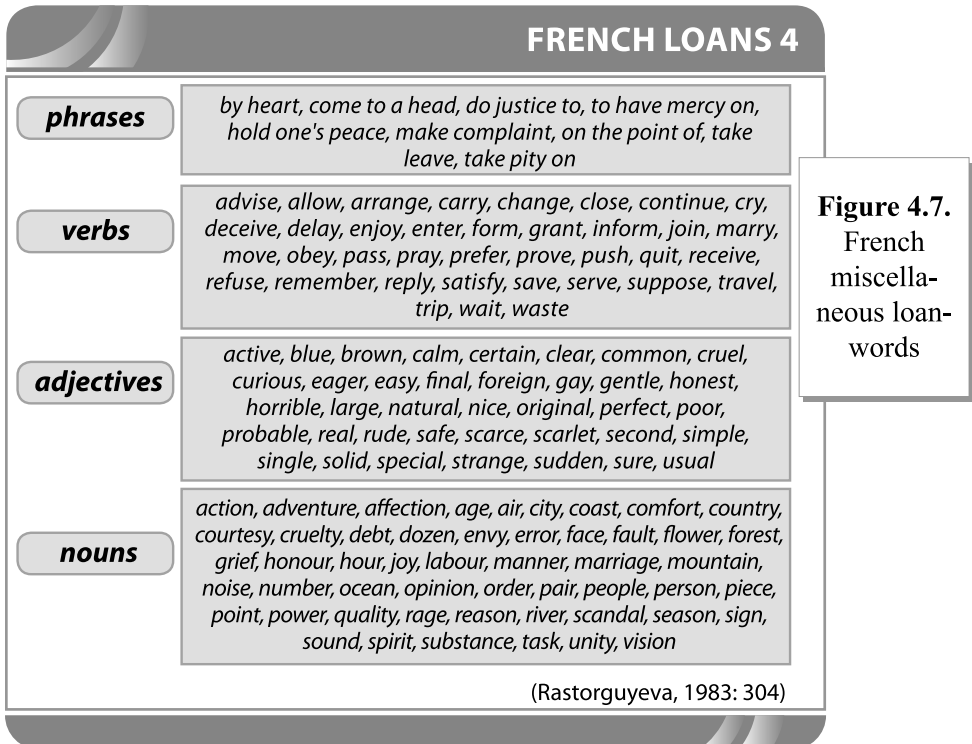 FRENCH LOANS 4
phrases
by heart, come to a head, do justice to, to have mercy on,
hold one's peace, make complaint, on the point of, take
leave, take pity on
verbs
advise, allow, arrange, carry, change, close, continue, cry,
deceive, delay, enjoy, enter, form, grant, inform, join, marry,
move, obey, pass, pray, prefer, prove, push, quit, receive,
refuse, remember, reply, satisfy, save, serve, suppose, travel,
trip, wait, waste
adjectives
active, blue, brown, calm, certain, clear, common, cruel,
curious, eager, easy, final, foreign, gay, gentle, honest,
horrible, large, natural, nice, original, perfect, poor,
probable, real, rude, safe, scarce, scarlet, second, simple,
single, solid, special, strange, sudden, sure, usual
nouns
action, adventure, affection, age, air, city, coast, comfort, country,
courtesy, cruelty, debt, dozen, envy, error, face, fault, flower, forest,
grief, honour, hour, joy, labour, manner, marriage, mountain,
noise, number, ocean, opinion, order, pair, people, person, piece,
point, power, quality, rage, reason, river, scandal, season, sign,
sound, spirit, substance, task, unity, vision
(Rastorguyeva, 1983: 304)
Figure 4.7.
French
miscella-
neous loan-
words